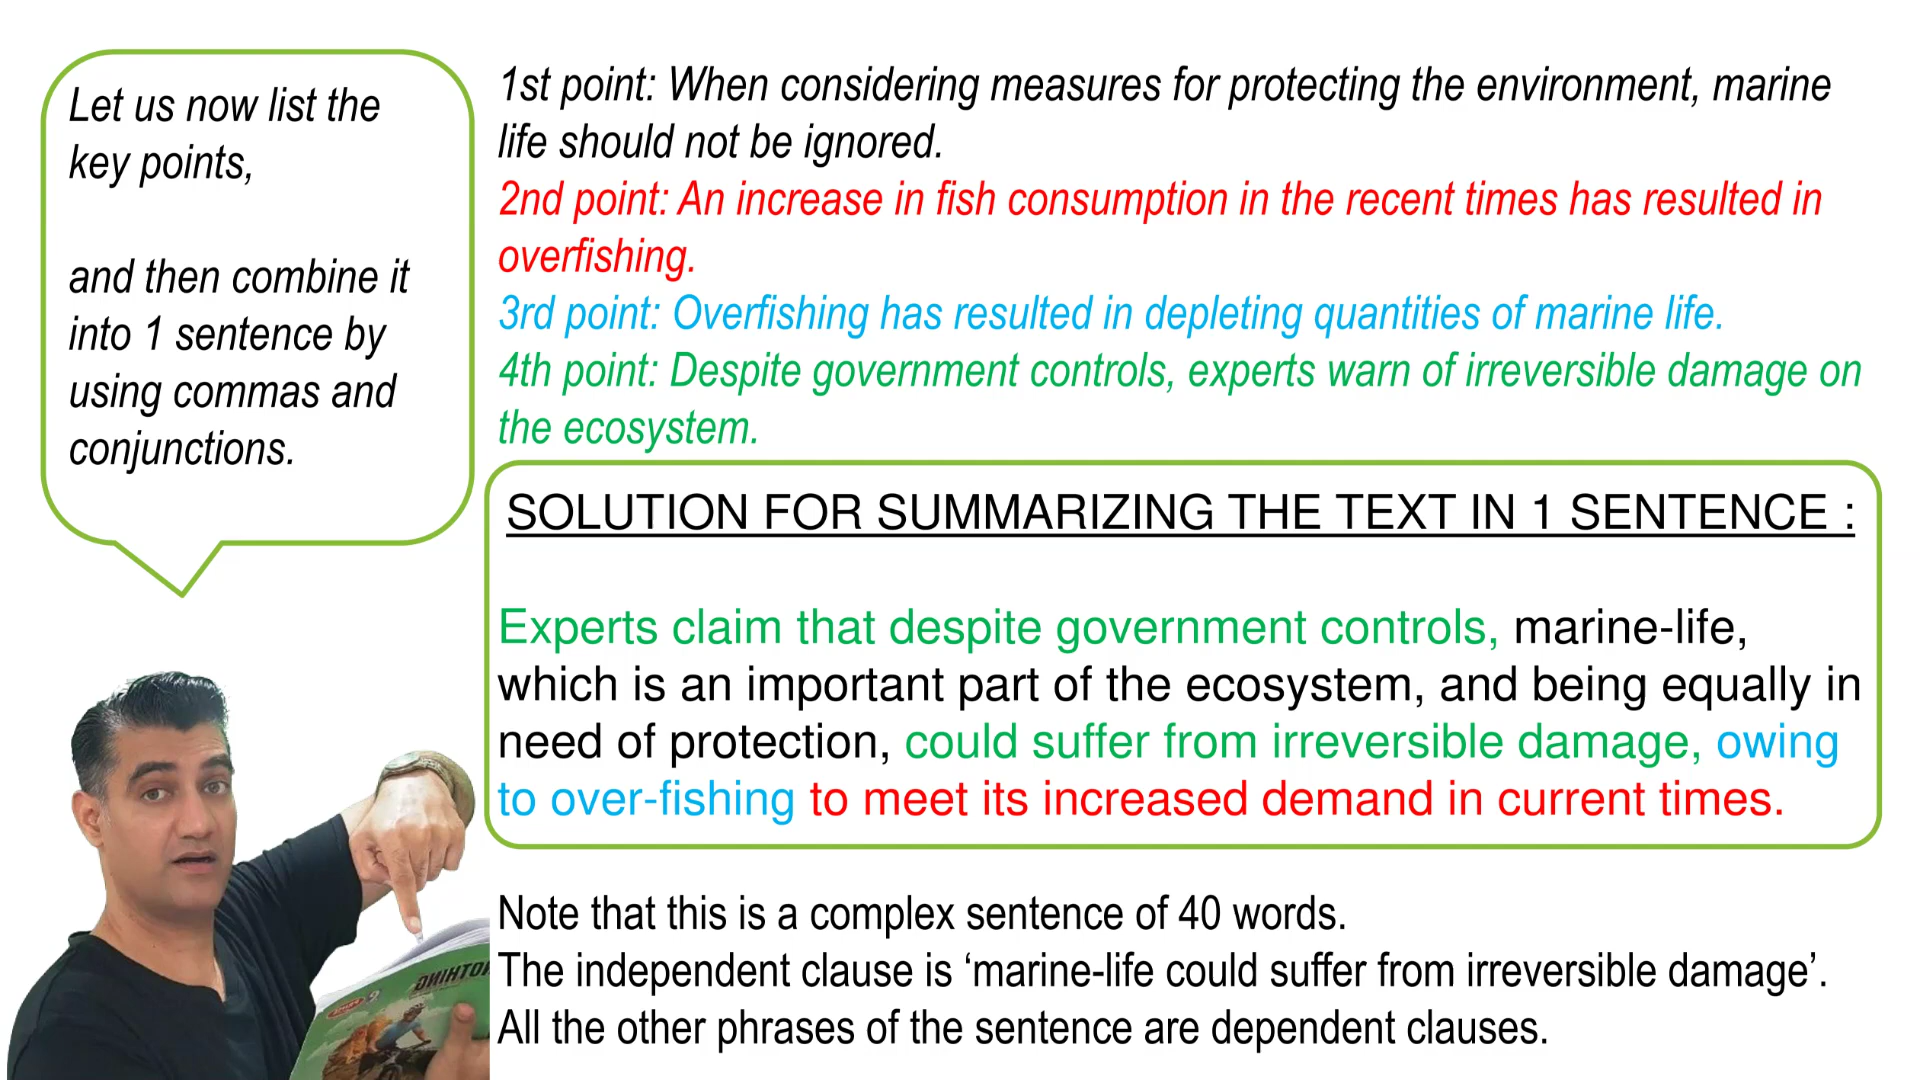 Let us now list the
key points,
and then combine it
into 1 sentence by
using commas and
conjunctions.
1st point: When considering measures for protecting the environment, marine
life should not be ignored.
2nd point: An increase in fish consumption in the recent times has resulted in
overfishing.
3rd point: Overfishing has resulted in depleting quantities of marine life.
4th point: Despite government controls, experts warn of irreversible damage on
the ecosystem.
SOLUTION FOR SUMMARIZING THE TEXT IN 1 SENTENCE :
Experts claim that despite government controls, marine-life,
which is an important part of the ecosystem, and being equally in
need of protection, could suffer from irreversible damage, owing
to over-fishing to meet its increased demand in current times.
Note that this is a complex sentence of 40 words.
The independent clause is ‘marine-life could suffer from irreversible damage’.
All the other phrases of the sentence are dependent clauses.